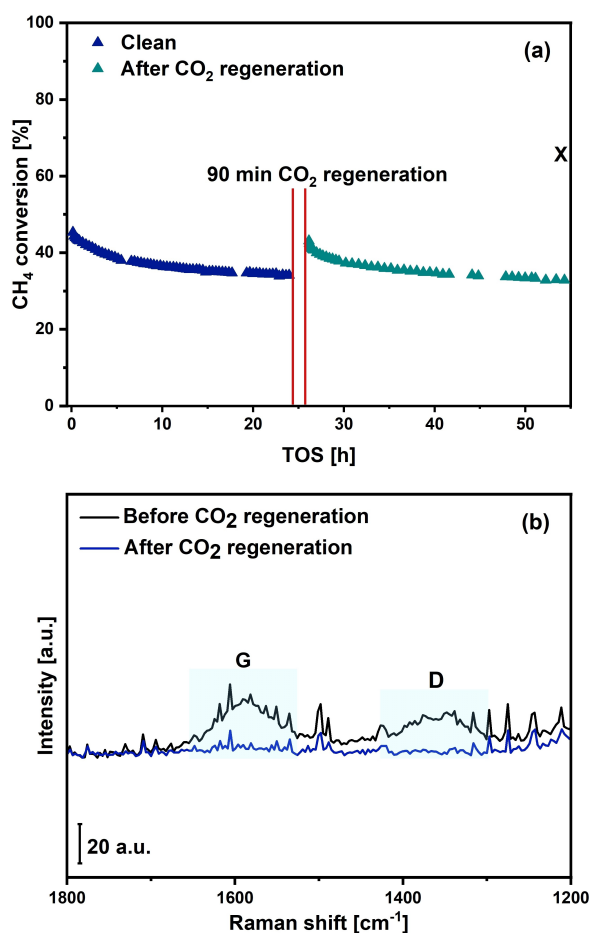 100
80
60
40
20
0
CH₄ conversion [%]
Clean
After CO₂ regeneration
(a)
X
90 min CO₂ regeneration
0 10 20 30 40 50
TOS [h]
Before CO₂ regeneration
After CO₂ regeneration
(b)
G
D
Intensity [a.u.]
20 a.u.
1800 1600 1400 1200
Raman shift [cm⁻¹]